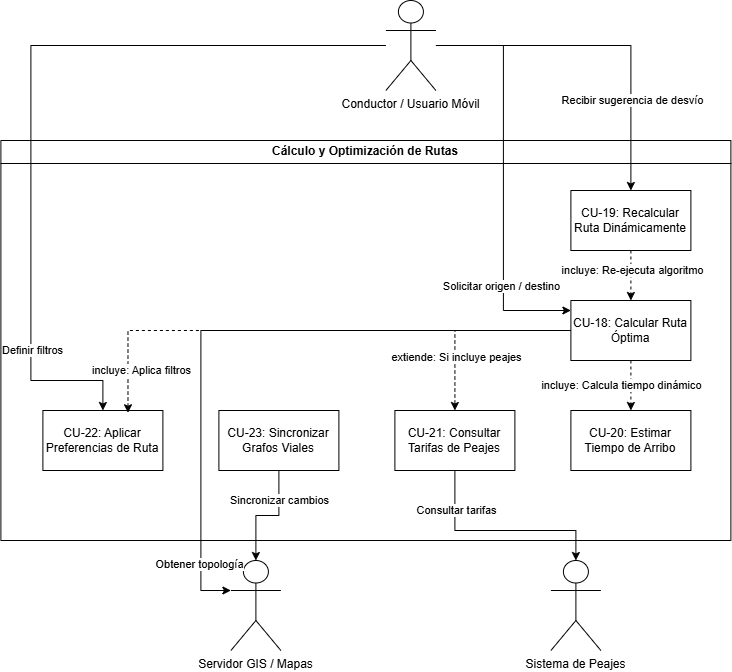 Conductor / Usuario Móvil
Recibir sugerencia de desvío
Cálculo y Optimización de Rutas
CU-19: Recalcular
Ruta Dinámicamente
incluye: Re-ejecuta algoritmo
Solicitar origen / destino
CU-18: Calcular Ruta
Óptima
Definir filtros
incluye: Aplica filtros
extiende: Si incluye peajes
incluye: Calcula tiempo dinámico
CU-22: Aplicar
Preferencias de Ruta
CU-23: Sincronizar
Grafos Viales
CU-21: Consultar
Tarifas de Peajes
CU-20: Estimar
Tiempo de Arribo
Sincronizar cambios
Consultar tarifas
Obtener topología
Servidor GIS / Mapas
Sistema de Peajes